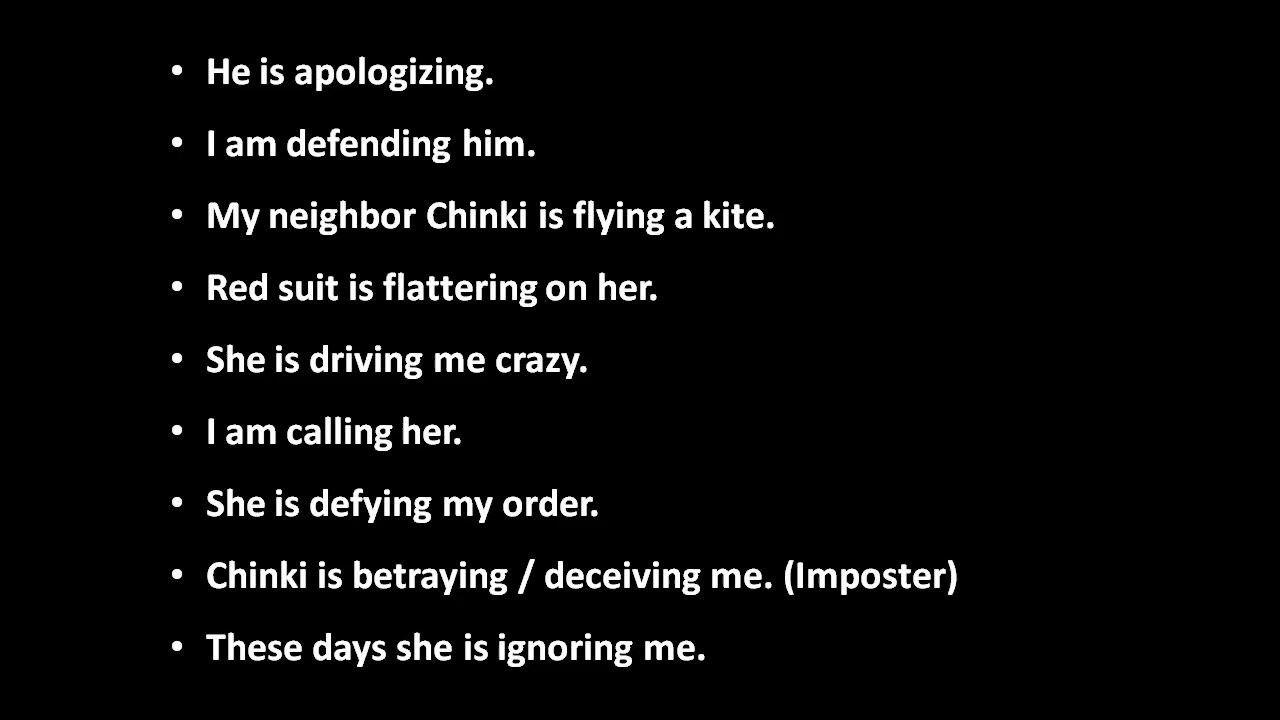 • He is apologizing.
• I am defending him.
• My neighbor Chinki is flying a kite.
• Red suit is flattering on her.
• She is driving me crazy.
• I am calling her.
• She is defying my order.
• Chinki is betraying / deceiving me. (Imposter)
• These days she is ignoring me.